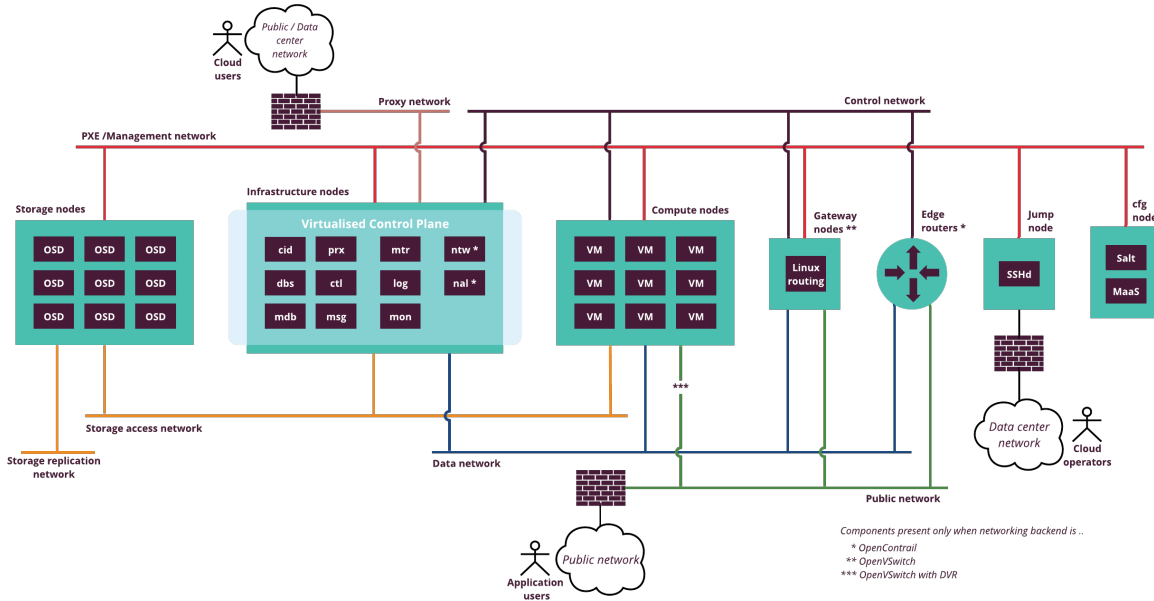 Public / Data
center
network
Cloud
users
Proxy network
Control network
PXE /Management network
Storage nodes
OSD OSD OSD
OSD OSD OSD
OSD OSD OSD
Infrastructure nodes
Virtualised Control Plane
cid prx mtr ntw *
dbs ctl log nal *
mdb msg mon
Compute nodes
VM VM VM
VM VM VM
VM VM VM
Gateway
nodes **
Linux
routing
Edge
routers *
Jump
node
SSHd
cfg
node
Salt
MaaS
***
Storage access network
Storage replication
network
Data network
Public network
Data center
network
Cloud
operators
Public network
Application
users
Components present only when networking backend is ..
* OpenContrail
** OpenVSwitch
*** OpenVSwitch with DVR